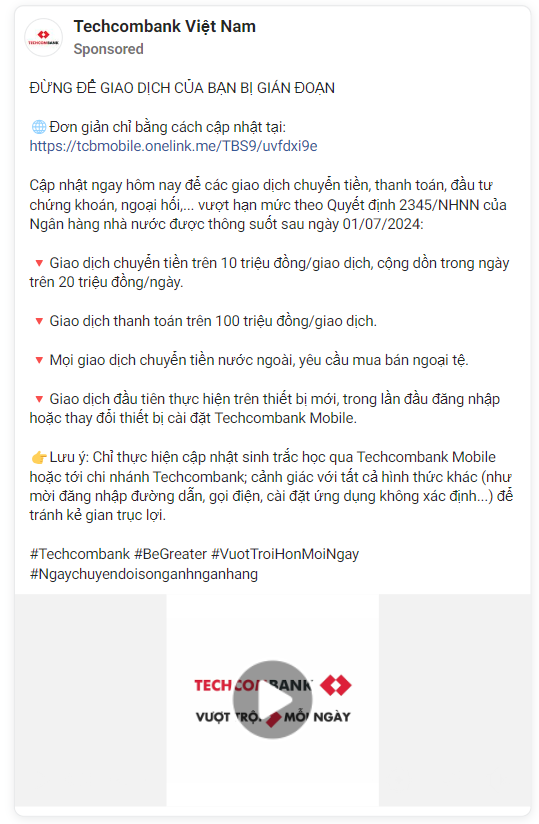 Techcombank Việt Nam
Sponsored
TECHCOMBANK
ĐỪNG ĐỂ GIAO DỊCH CỦA BẠN BỊ GIÁN ĐOẠN
🌐Đơn giản chỉ bằng cách cập nhật tại:
https://tcbmobile.onelink.me/TBS9/uvfdxi9e
Cập nhật ngay hôm nay để các giao dịch chuyển tiền, thanh toán, đầu tư
chứng khoán, ngoại hối,... vượt hạn mức theo Quyết định 2345/NHNN của
Ngân hàng nhà nước được thông suốt sau ngày 01/07/2024:
🔻Giao dịch chuyển tiền trên 10 triệu đồng/giao dịch, cộng dồn trong ngày
trên 20 triệu đồng/ngày.
🔻Giao dịch thanh toán trên 100 triệu đồng/giao dịch.
🔻Mọi giao dịch chuyển tiền nước ngoài, yêu cầu mua bán ngoại tệ.
🔻Giao dịch đầu tiên thực hiện trên thiết bị mới, trong lần đầu đăng nhập
hoặc thay đổi thiết bị cài đặt Techcombank Mobile.
👉Lưu ý: Chỉ thực hiện cập nhật sinh trắc học qua Techcombank Mobile
hoặc tới chi nhánh Techcombank; cảnh giác với tất cả hình thức khác (như
mời đăng nhập đường dẫn, gọi điện, cài đặt ứng dụng không xác định...) để
tránh kẻ gian trục lợi.
#Techcombank #BeGreater #VuotTroiHonMoiNgay
#Ngaychuyendoisonganhnganhang
TECHCOMBANK
VƯỢT TRỘI MỖI NGÀY